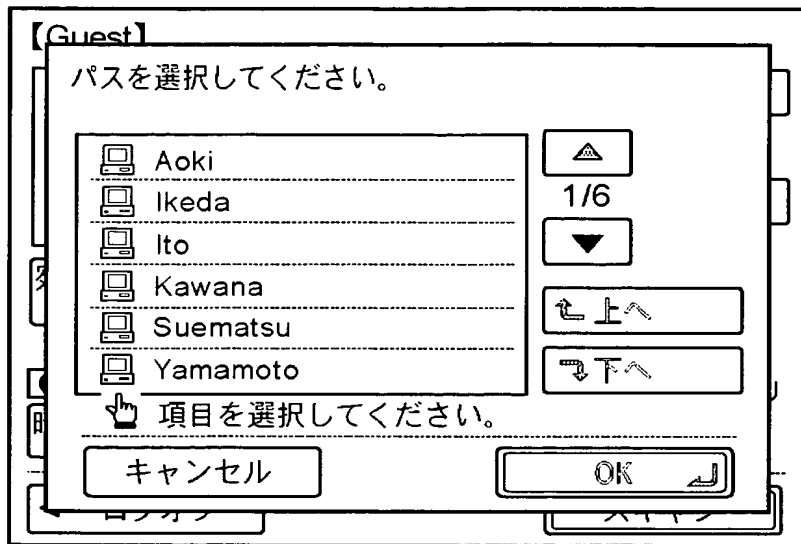 【Guest】
パスを選択してください。
Aoki
Ikeda
Ito
Kawana
Suematsu
Yamamoto
1/6
上へ
下へ
項目を選択してください。
キャンセル
OK